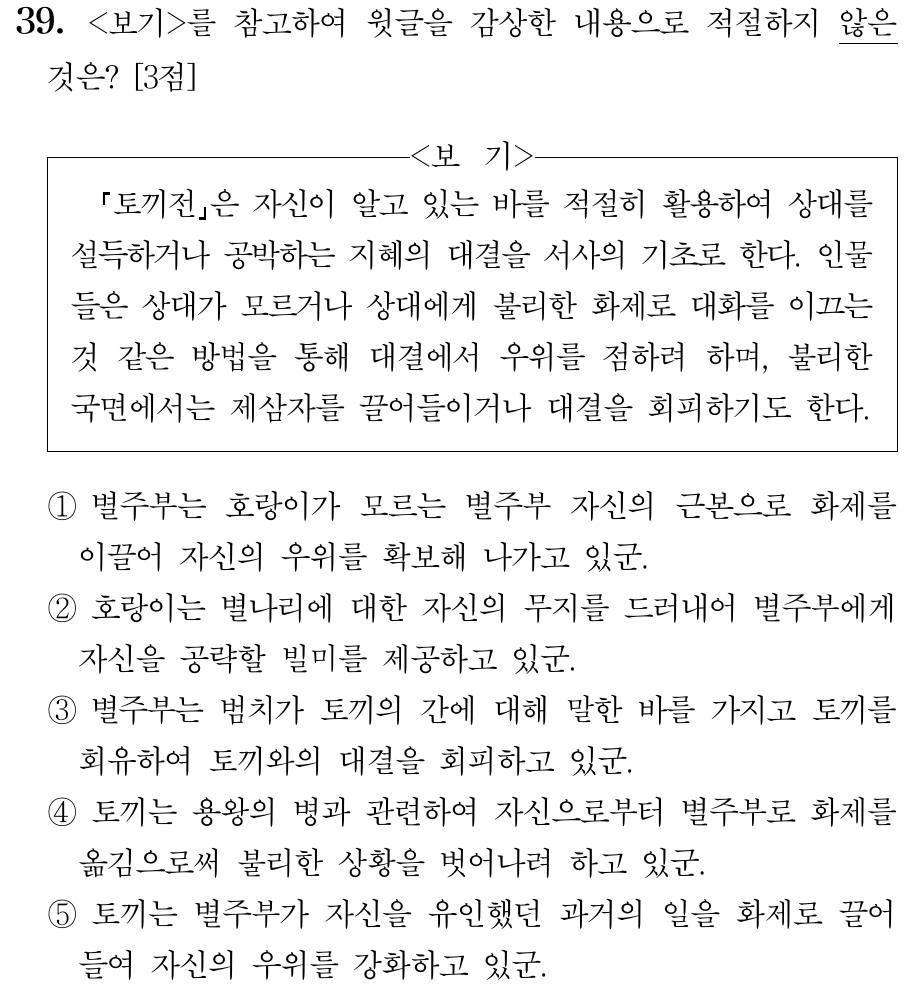 39. <보기>를 참고하여 윗글을 감상한 내용으로 적절하지 않은
것은? [3점]
<보 기>
『토끼전』은 자신이 알고 있는 바를 적절히 활용하여 상대를
설득하거나 공박하는 지혜의 대결을 서사의 기초로 한다. 인물
들은 상대가 모르거나 상대에게 불리한 화제로 대화를 이끄는
것 같은 방법을 통해 대결에서 우위를 점하려 하며, 불리한
국면에서는 제삼자를 끌어들이거나 대결을 회피하기도 한다.
① 별주부는 호랑이가 모르는 별주부 자신의 근본으로 화제를
이끌어 자신의 우위를 확보해 나가고 있군.
② 호랑이는 별나리에 대한 자신의 무지를 드러내어 별주부에게
자신을 공략할 빌미를 제공하고 있군.
③ 별주부는 범치가 토끼의 간에 대해 말한 바를 가지고 토끼를
회유하여 토끼와의 대결을 회피하고 있군.
④ 토끼는 용왕의 병과 관련하여 자신으로부터 별주부로 화제를
옮김으로써 불리한 상황을 벗어나려 하고 있군.
⑤ 토끼는 별주부가 자신을 유인했던 과거의 일을 화제로 끌어
들여 자신의 우위를 강화하고 있군.